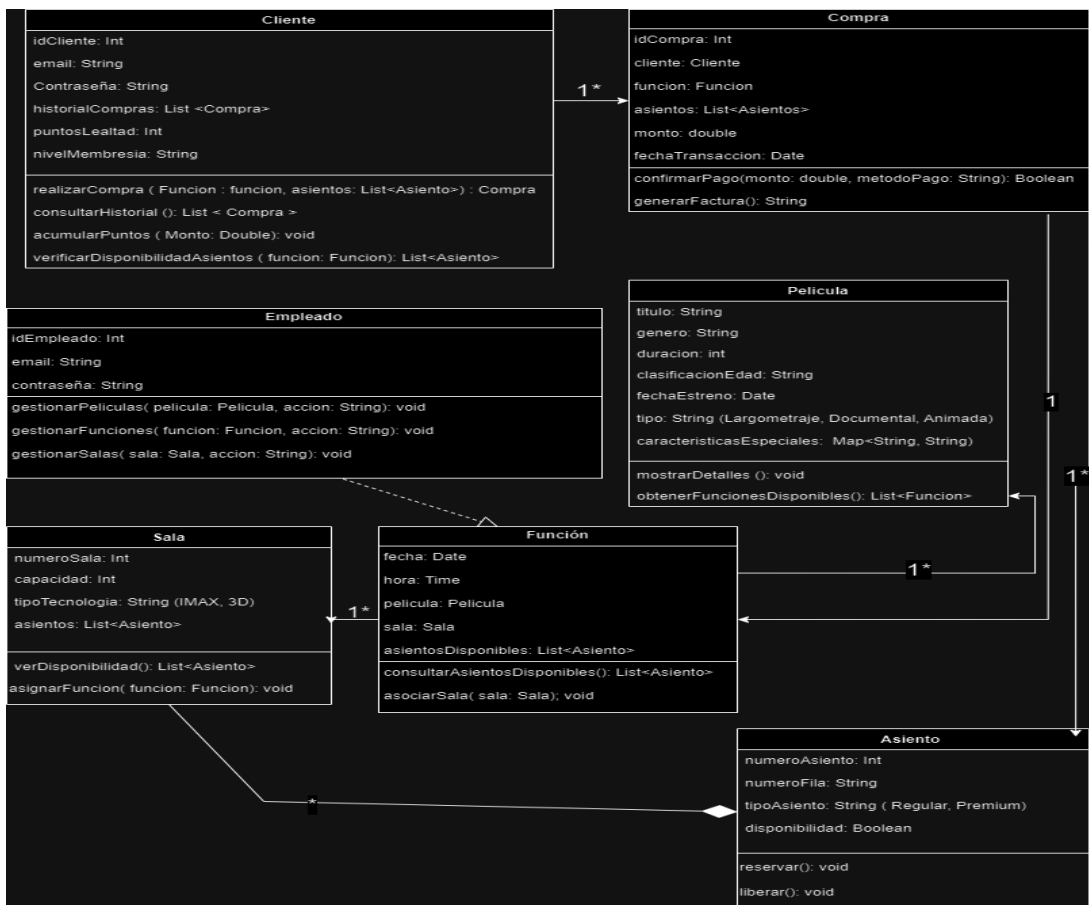 Cliente
idCliente: Int
email: String
Contraseña: String
historialCompras: List <Compra>
puntosLealtad: Int
nivelMembresia: String
realizarCompra ( Funcion : funcion, asientos: List<Asiento>) : Compra
consultarHistorial (): List < Compra >
acumularPuntos ( Monto: Double): void
verificarDisponibilidadAsientos ( funcion: Funcion): List<Asiento>
1*
Compra
idCompra: Int
cliente: Cliente
funcion: Funcion
asientos: List<Asientos>
monto: double
fechaTransaccion: Date
confirmarPago(monto: double, metodoPago: String): Boolean
generarFactura(): String
Empleado
idEmpleado: Int
email: String
contraseña: String
gestionarPeliculas( pelicula: Pelicula, accion: String): void
gestionarFunciones( funcion: Funcion, accion: String): void
gestionarSalas( sala: Sala, accion: String): void
Pelicula
titulo: String
genero: String
duracion: int
clasificacionEdad: String
fechaEstreno: Date
tipo: String (Largometraje, Documental, Animada)
caracteristicasEspeciales: Map<String, String)
mostrarDetalles (): void
obtenerFuncionesDisponibles(): List<Funcion>
1
1*
Sala
numeroSala: Int
capacidad: Int
tipoTecnologia: String (IMAX, 3D)
asientos: List<Asiento>
verDisponibilidad(): List<Asiento>
asignarFuncion( funcion: Funcion): void
1*
Función
fecha: Date
hora: Time
pelicula: Pelicula
sala: Sala
asientosDisponibles: List<Asiento>
consultarAsientosDisponibles(): List<Asiento>
asociarSala( sala: Sala); void
1*
*
Asiento
numeroAsiento: Int
numeroFila: String
tipoAsiento: String ( Regular, Premium)
disponibilidad: Boolean
reservar(): void
liberar(): void